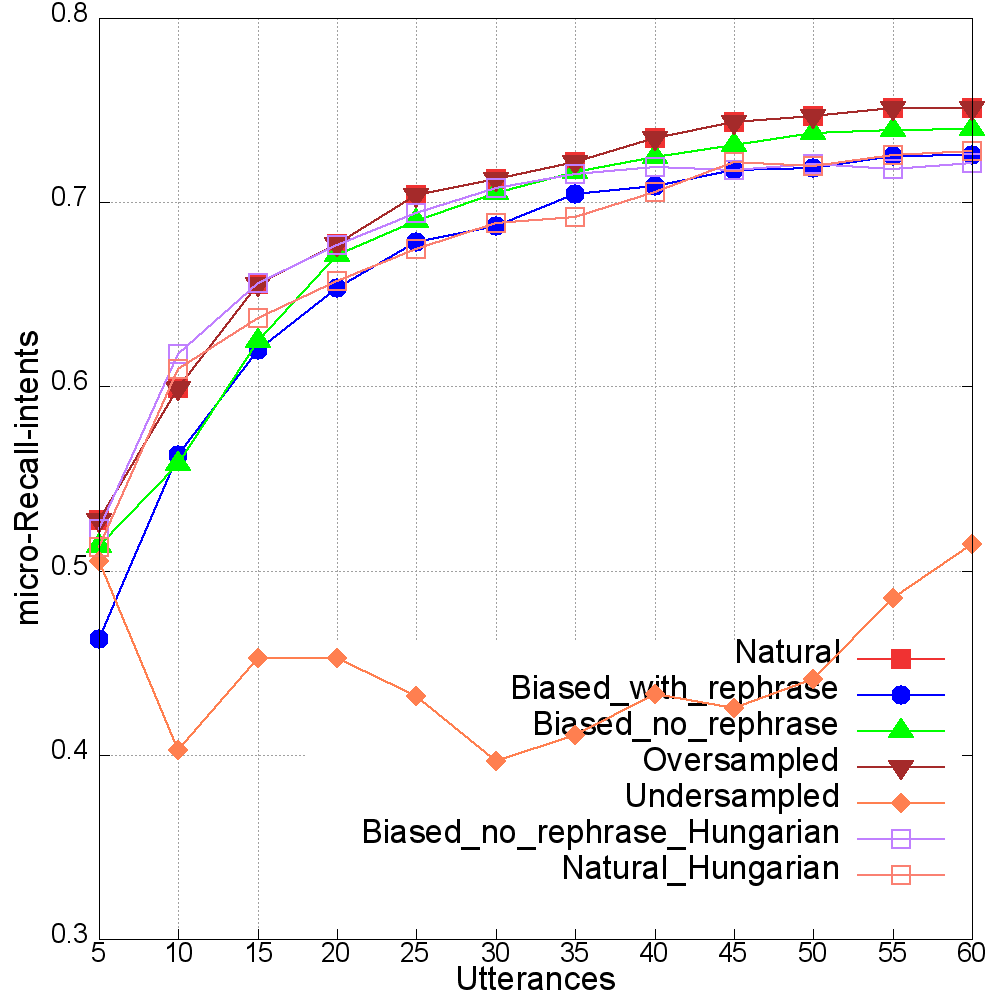 0.8
0.7
0.6
0.5
0.4
0.3
micro-Recall-intents
Natural
Biased_with_rephrase
Biased_no_rephrase
Oversampled
Undersampled
Biased_no_rephrase_Hungarian
Natural_Hungarian
5 10 15 20 25 30 35 40 45 50 55 60
Utterances